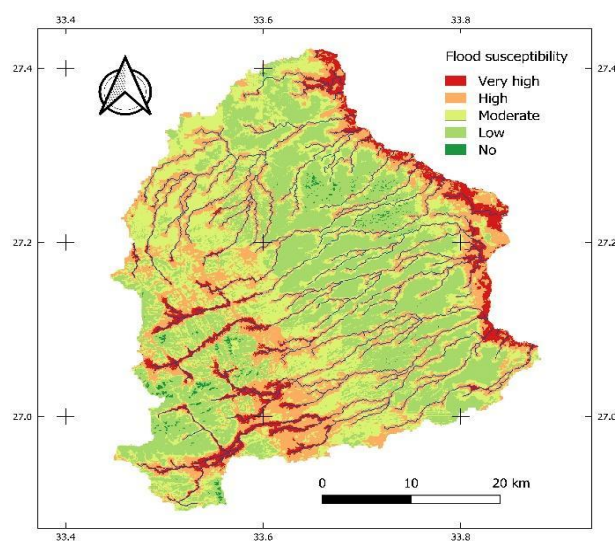 33.4 33.6 33.8
27.4 27.4
Flood susceptibility
Very high
High
Moderate
Low
No
27.2 27.2
27.0 27.0
0 10 20 km
33.4 33.6 33.8